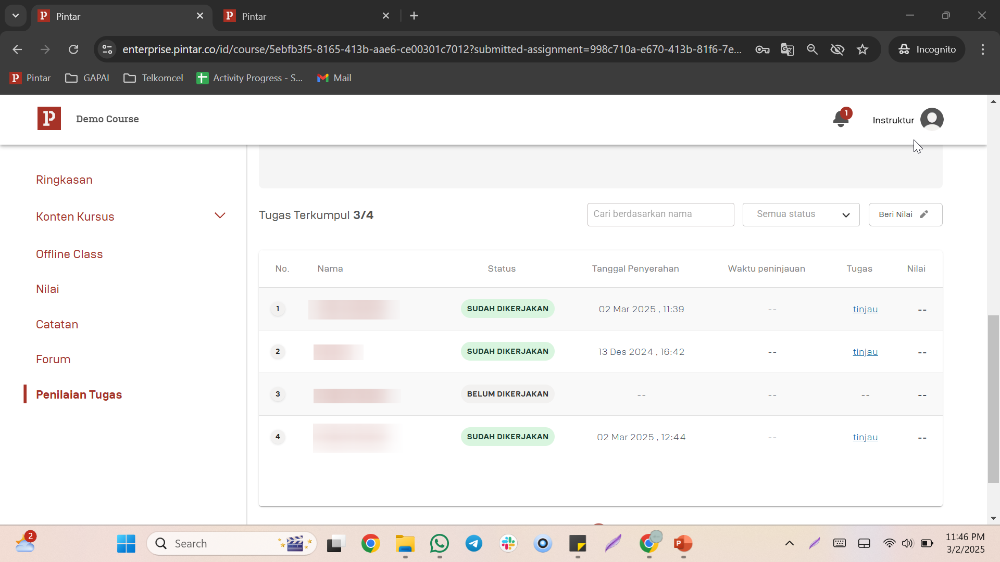 Pintar
Pintar
enterprise.pintar.co/id/course/5ebfb3f5-8165-413b-aae6-ce00301c7012?submitted-assignment=998c710a-e670-413b-81f6-7e...
Incognito
Pintar
GAPAI
Telkomcel
Activity Progress - S...
Mail
P
Demo Course
1
Instruktur
Ringkasan
Konten Kursus
Offline Class
Nilai
Catatan
Forum
Penilaian Tugas
Tugas Terkumpul 3/4
Cari berdasarkan nama
Semua status
Beri Nilai
No. Nama Status Tanggal Penyerahan Waktu peninjauan Tugas Nilai
1 SUDAH DIKERJAKAN 02 Mar 2025 , 11:39 -- tinjau --
2 SUDAH DIKERJAKAN 13 Des 2024 , 16:42 -- tinjau --
3 BELUM DIKERJAKAN -- -- -- --
4 SUDAH DIKERJAKAN 02 Mar 2025 , 12:44 -- tinjau --
2
Search
11:46 PM
3/2/2025